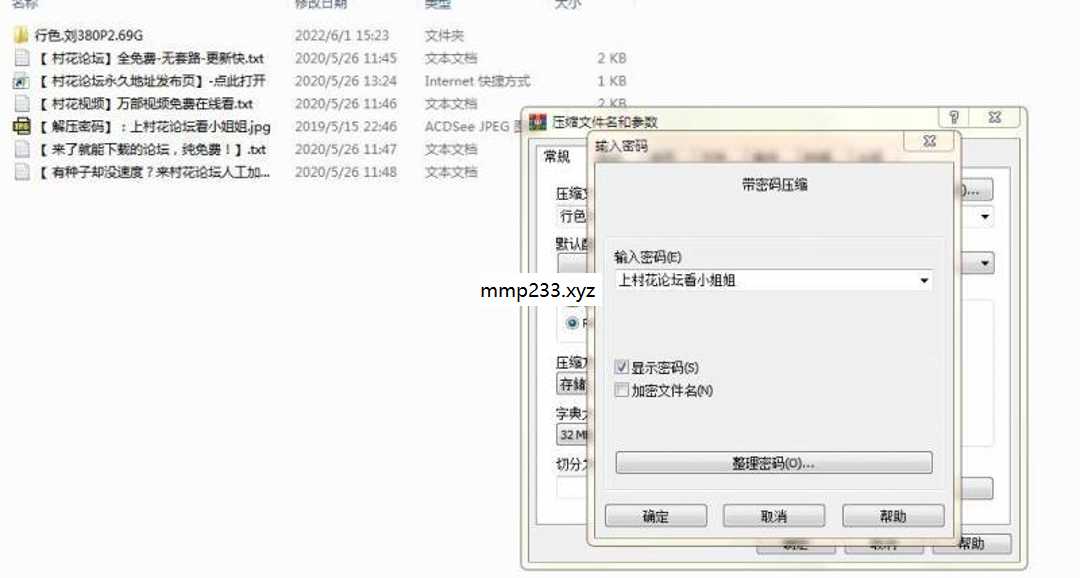 名称 修改日期 类型 大小
行色.刘380P2.69G 2022/6/1 15:23 文件夹
【 村花论坛】全免费-无套路-更新快.txt 2020/5/26 11:45 文本文档 2 KB
【 村花论坛永久地址发布页】-点此打开 2020/5/26 13:24 Internet 快捷方式 1 KB
【 村花视频】万部视频免费在线看.txt 2020/5/26 11:46 文本文档 2 KB
【 解压密码】：上村花论坛看小姐姐.jpg 2019/5/15 22:46 ACDSee JPEG
【 来了就能下载的论坛，纯免费！】.txt 2020/5/26 11:47 文本文档
【 有种子却没速度？来村花论坛人工加... 2020/5/26 11:48 文本文档
压缩文件名和参数
输入密码
常规
带密码压缩
压缩
行色
默认
输入密码(E)
上村花论坛看小姐姐
mmp233.xyz
压缩
显示密码(S)
存储
加密文件名(N)
字典
32 M
切分
整理密码(O)...
确定 取消 帮助
确定 取消 帮助